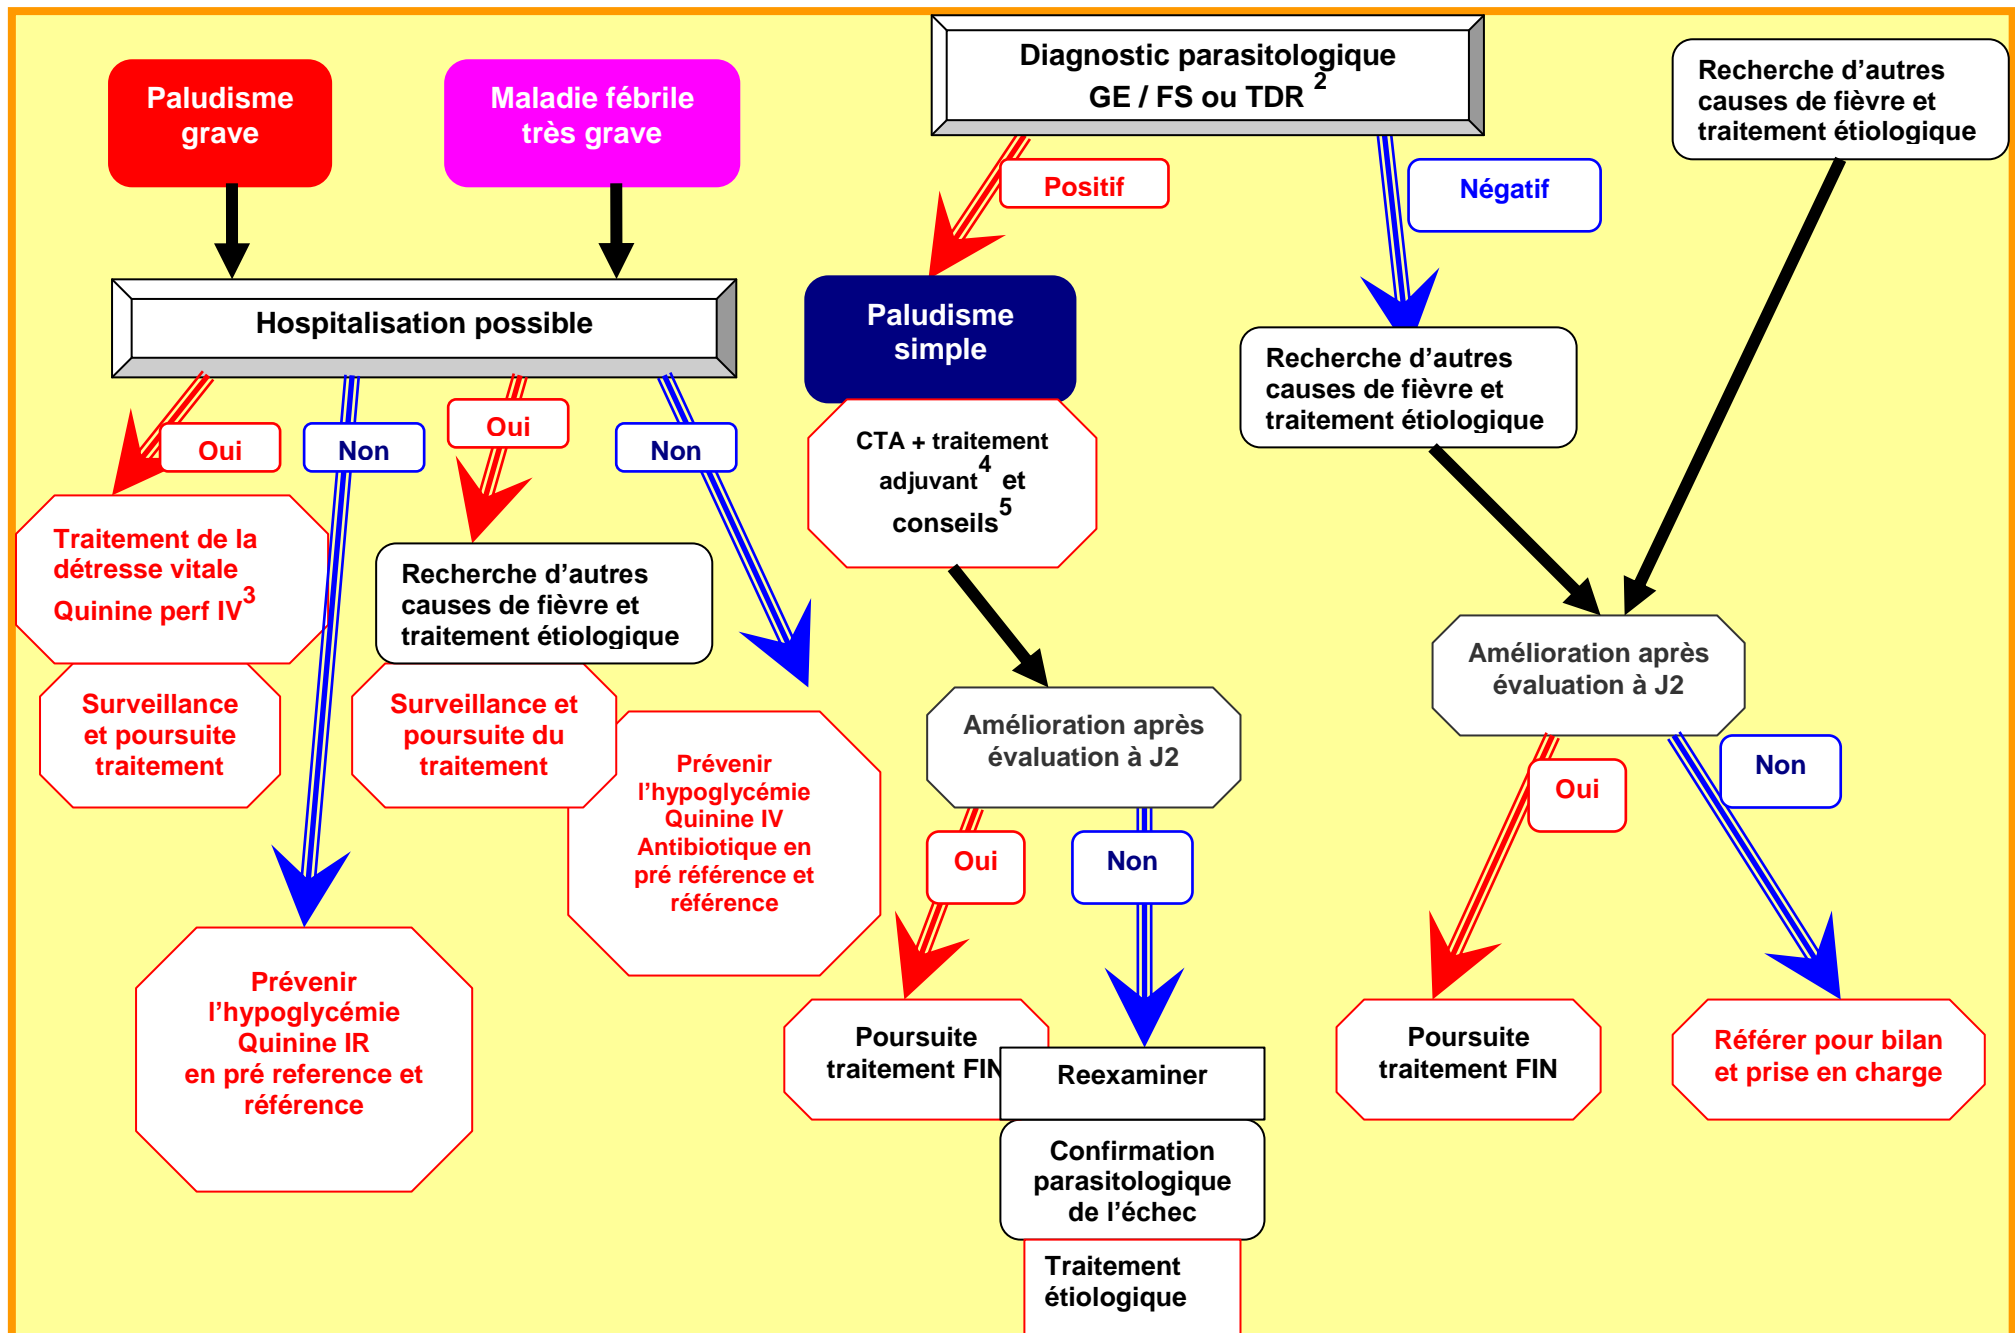 Paludisme
grave
Maladie fébrile
très grave
Diagnostic parasitologique
GE / FS ou TDR 2
Recherche d'autres
causes de fièvre et
traitement étiologique
Positif
Négatif
Hospitalisation possible
Paludisme
simple
Recherche d'autres
causes de fièvre et
traitement étiologique
Oui
Non
Oui
Non
CTA + traitement
adjuvant4 et
conseils5
Traitement de la
détresse vitale
Quinine perf IV3
Recherche d'autres
causes de fièvre et
traitement étiologique
Surveillance
et poursuite
traitement
Surveillance et
poursuite du
traitement
Prévenir
l'hypoglycémie
Quinine IV
Antibiotique en
pré référence et
référence
Amélioration après
évaluation à J2
Amélioration après
évaluation à J2
Oui
Non
Oui
Non
Prévenir
l'hypoglycémie
Quinine IR
en pré reference et
référence
Poursuite
traitement FIN
Reexaminer
Poursuite
traitement FIN
Référer pour bilan
et prise en charge
Confirmation
parasitologique
de l'échec
Traitement
étiologique